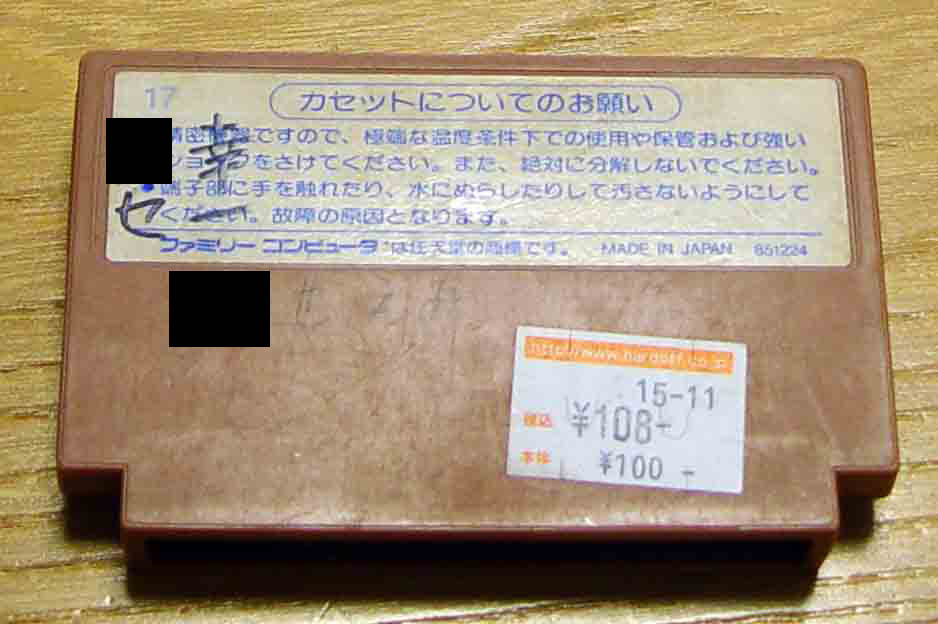 17
カセットについてのお願い
精密機器ですので、極端な温度条件下での使用や保管および強い
ショックをさけてください。また、絶対に分解しないでください。
●端子部に手を触れたり、水にぬらしたりして汚さないようにして
ください。故障の原因となります。
ファミリーコンピュータは任天堂の商標です。 MADE IN JAPAN 851224
幸
セ
http://www.hardoff.co.jp
15-11
税込 ¥108-
本体 ¥100-